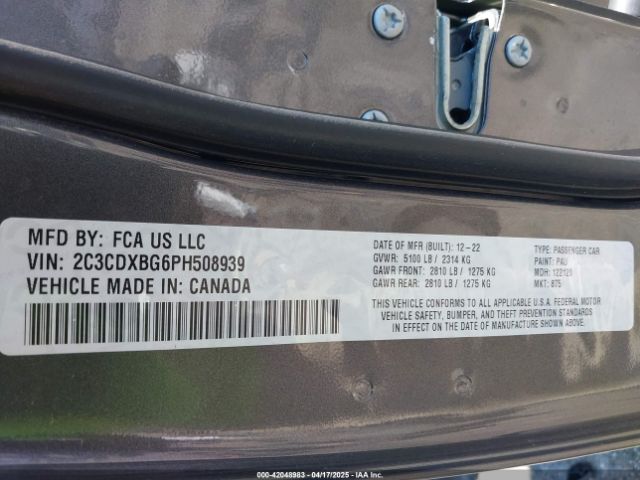 MFD BY: FCA US LLC
VIN: 2C3CDXBG6PH508939
VEHICLE MADE IN: CANADA
DATE OF MFR (BUILT): 12-22
GVWR: 5100 LB / 2314 KG
GAWR FRONT: 2810 LB / 1275 KG
GAWR REAR: 2810 LB / 1275 KG
TYPE: PASSENGER CAR
PAINT: PAU
MDH: 122120
MKT: 875
THIS VEHICLE CONFORMS TO ALL APPLICABLE U.S.A. FEDERAL MOTOR
VEHICLE SAFETY, BUMPER, AND THEFT PREVENTION STANDARDS
IN EFFECT ON THE DATE OF MANUFACTURE SHOWN ABOVE.
000-42048983 - 04/17/2025 - IAAI.COM